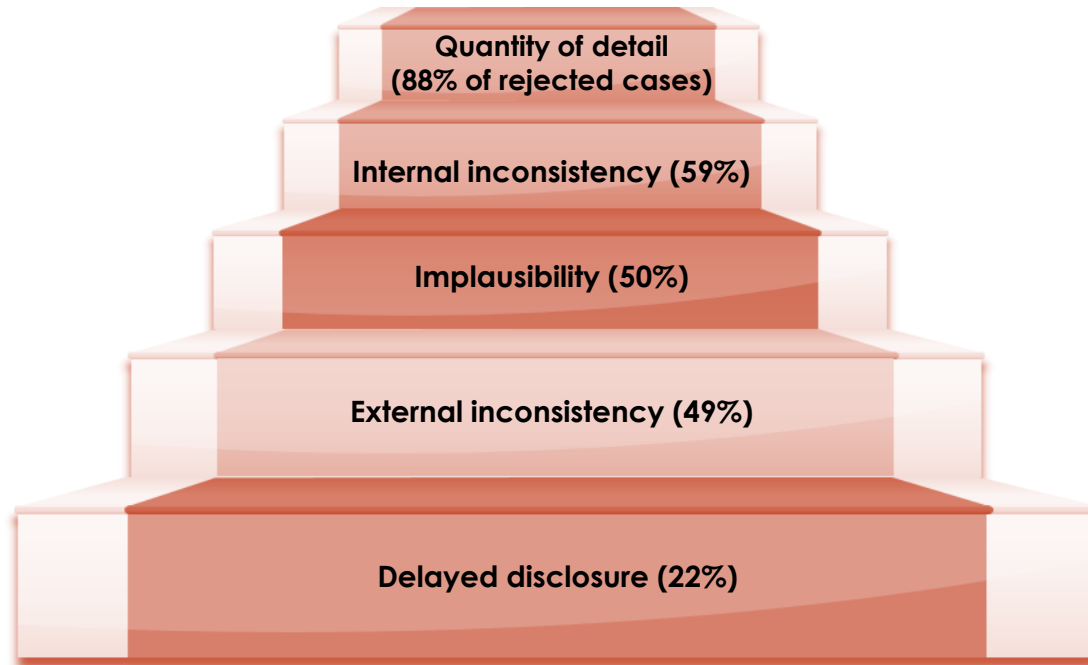 Quantity of detail
(88% of rejected cases)
Internal inconsistency (59%)
Implausibility (50%)
External inconsistency (49%)
Delayed disclosure (22%)